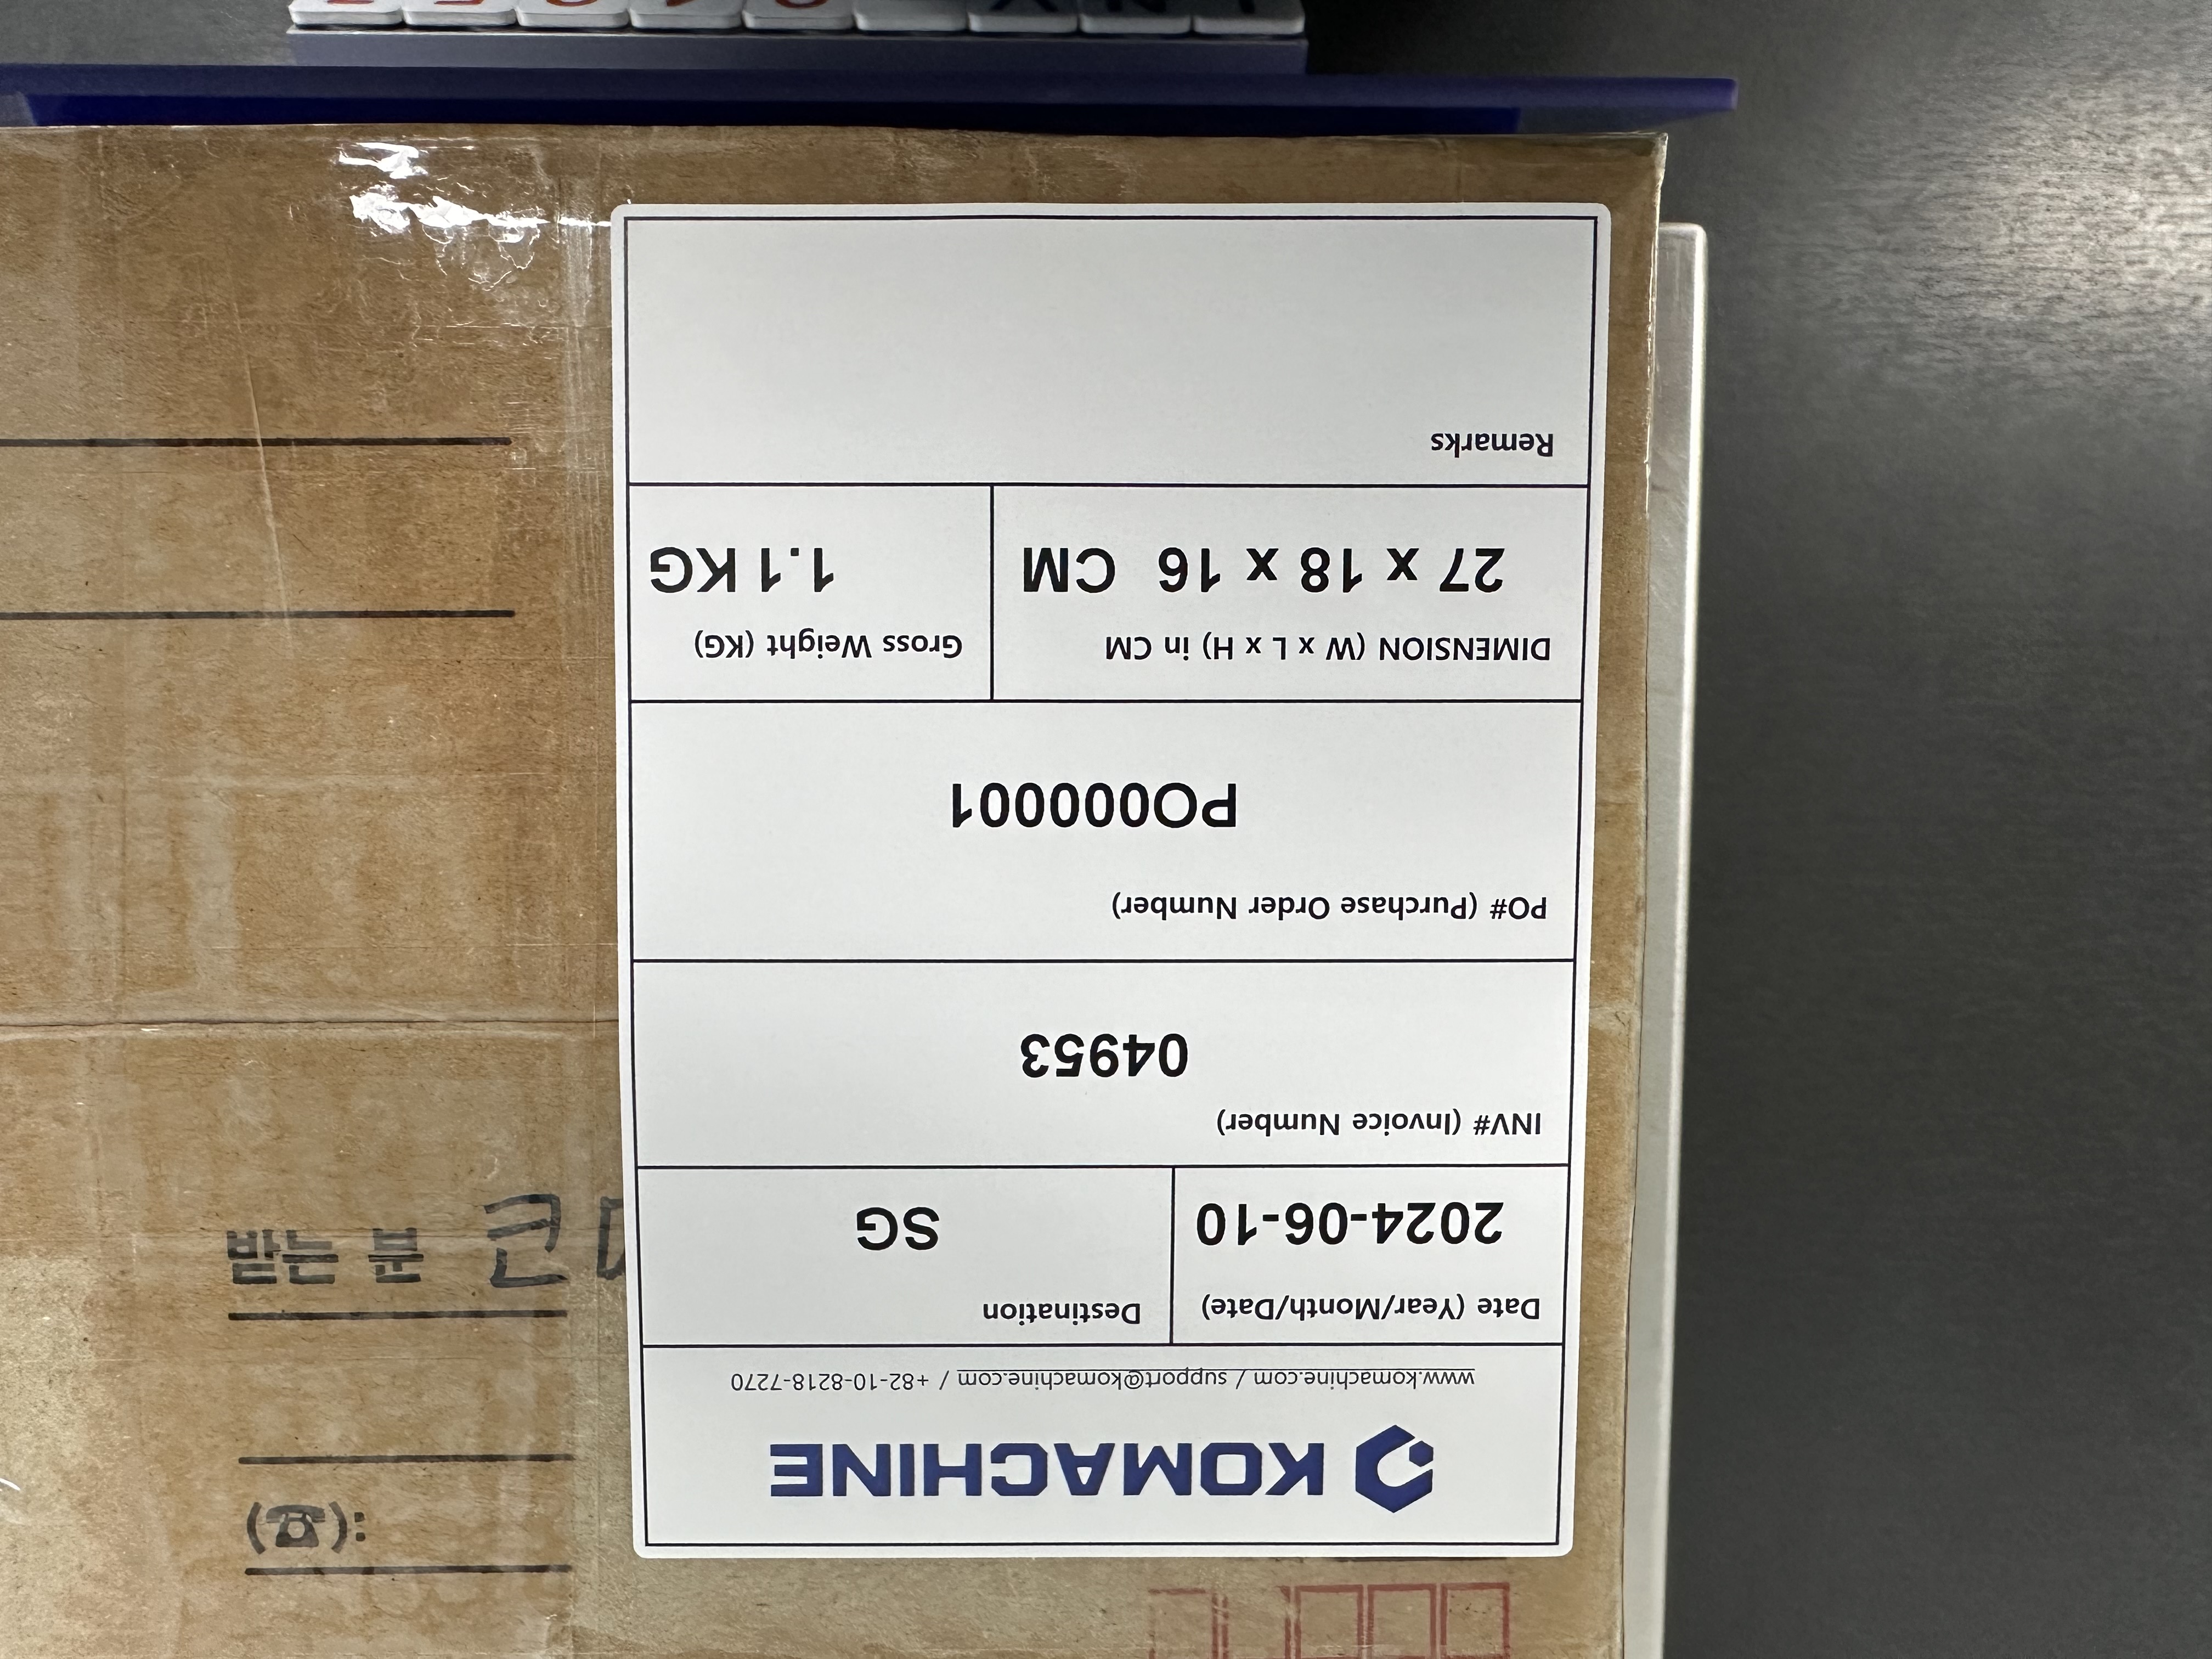 KOMACHINE
www.komachine.com / support@komachine.com / +82-10-8218-7270
Date (Year/Month/Date)
2024-06-10
Destination
SG
INV# (Invoice Number)
04953
PO# (Purchase Order Number)
PO000001
DIMENSION (W x L x H) in CM
27 x 18 x 16 CM
Gross Weight (KG)
1.1 KG
Remarks
받는 분 코
(☎):